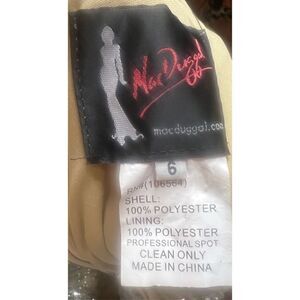 Mac Duggal
macduggal.com
6
RN#(106564)
SHELL:
100% POLYESTER
LINING:
100% POLYESTER
PROFESSIONAL SPOT
CLEAN ONLY
MADE IN CHINA